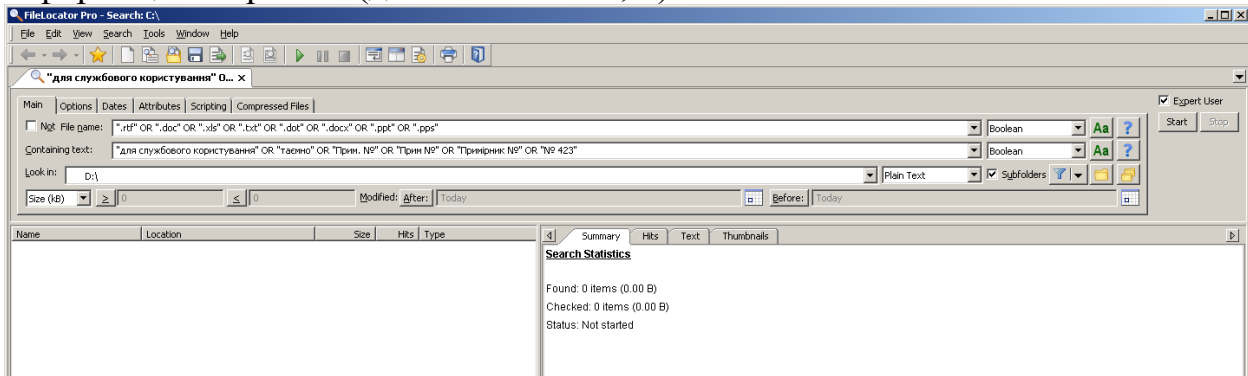 FileLocator Pro - Search: C:\
File Edit View Search Tools Window Help
"для службового користування" O... x
Main Options Dates Attributes Scripting Compressed Files
Expert User
Not File name: ".rtf" OR ".doc" OR ".xls" OR ".txt" OR ".dot" OR ".docx" OR ".ppt" OR ".pps" Boolean Aa ? Start Stop
Containing text: "для службового користування" OR "таємно" OR "Прим. №" OR "Прим №" OR "Примірник №" OR "№ 423" Boolean Aa ?
Look in: D:\ Plain Text Subfolders
Size (kB) ≥ 0 ≤ 0 Modified: After: Today Before: Today
Name Location Size Hits Type
Summary Hits Text Thumbnails
Search Statistics
Found: 0 items (0.00 B)
Checked: 0 items (0.00 B)
Status: Not started